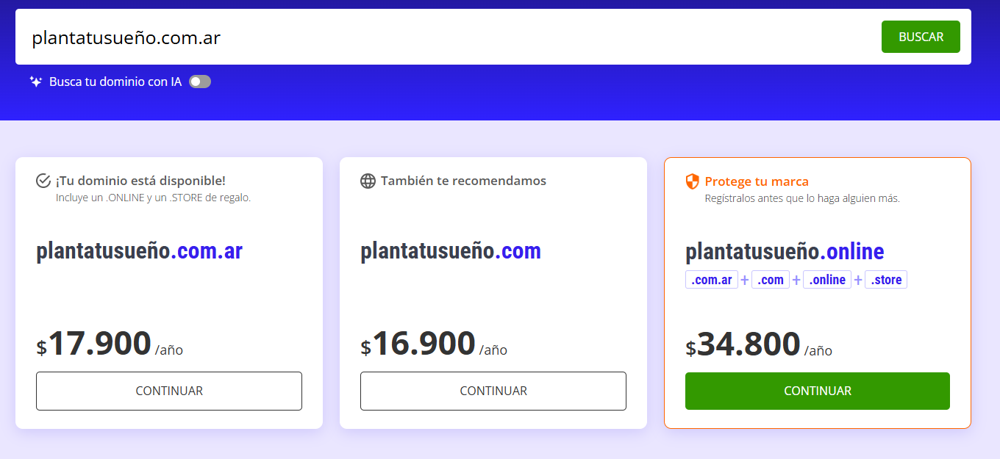 plantatusueño.com.ar
BUSCAR
Busca tu dominio con IA
¡Tu dominio está disponible!
Incluye un .ONLINE y un .STORE de regalo.
plantatusueño.com.ar
$17.900 /año
CONTINUAR
También te recomendamos
plantatusueño.com
$16.900 /año
CONTINUAR
Protege tu marca
Regístralos antes que lo haga alguien más.
plantatusueño.online
.com.ar + .com + .online + .store
$34.800 /año
CONTINUAR